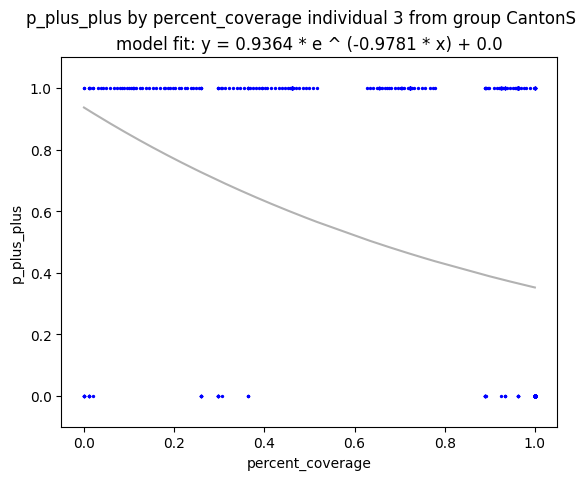 p_plus_plus by percent_coverage individual 3 from group CantonS
model fit: y = 0.9364 * e ^ (-0.9781 * x) + 0.0
1.0
0.8
0.6
0.4
0.2
0.0
p_plus_plus
0.0 0.2 0.4 0.6 0.8 1.0
percent_coverage